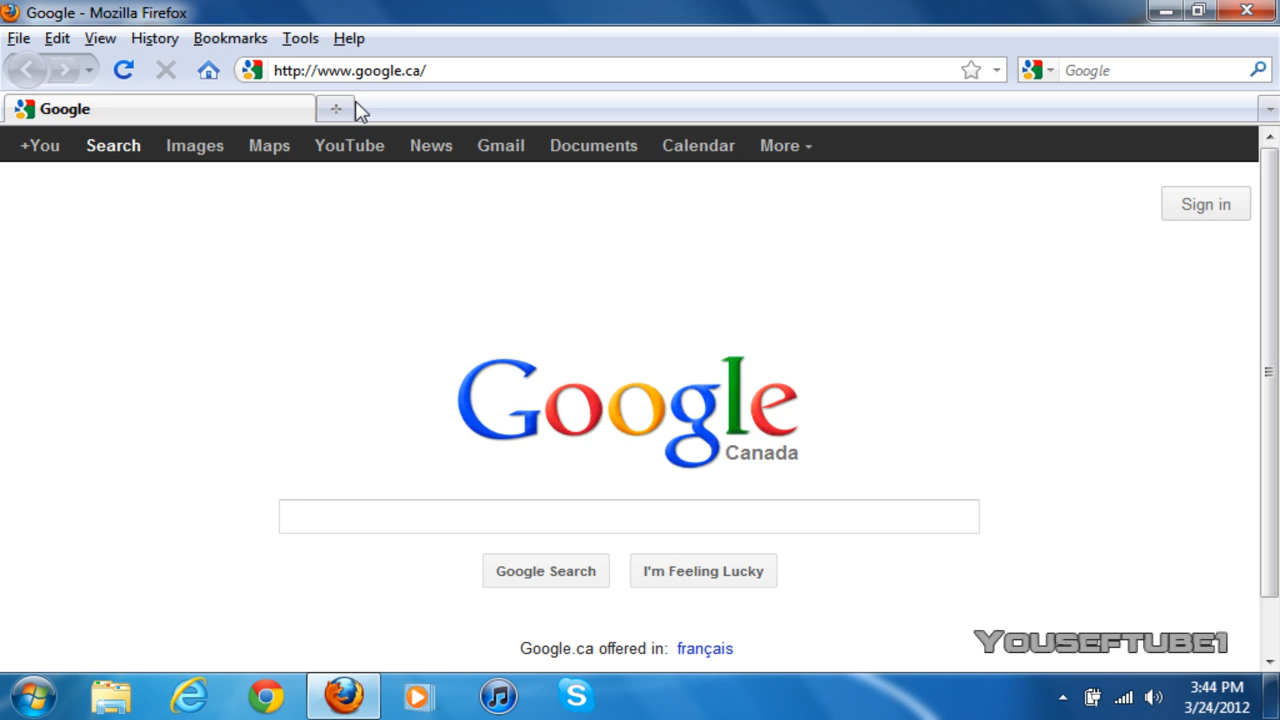 Google - Mozilla Firefox
File Edit View History Bookmarks Tools Help
http://www.google.ca/ Google
Google
+You Search Images Maps YouTube News Gmail Documents Calendar More
Sign in
Google
Canada
Google Search I'm Feeling Lucky
Google.ca offered in: français
YOUSEFTUBE1
3:44 PM
3/24/2012